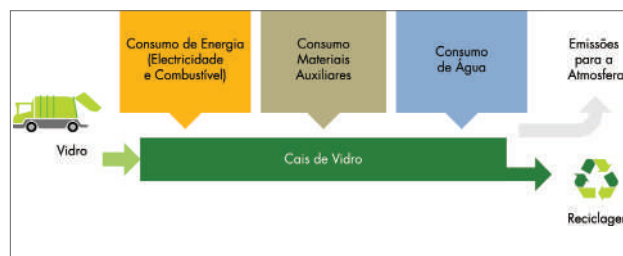 Consumo de Energia
(Electricidade
e Combustível)
Consumo
Materiais
Auxiliares
Consumo
de Água
Emissões
para a
Atmosfera
Vidro
Cais de Vidro
Reciclagem